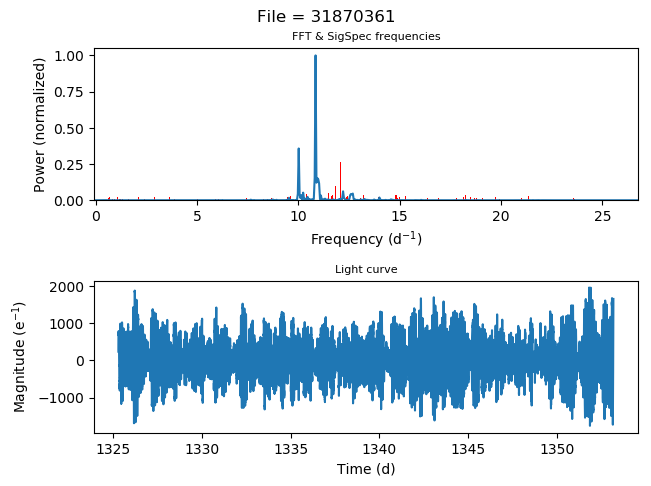 File = 31870361
FFT & SigSpec frequencies
Power (normalized)
1.00
0.75
0.50
0.25
0.00
0 5 10 15 20 25
Frequency (d⁻¹)
Light curve
Magnitude (e⁻¹)
2000
1000
0
−1000
1325 1330 1335 1340 1345 1350
Time (d)